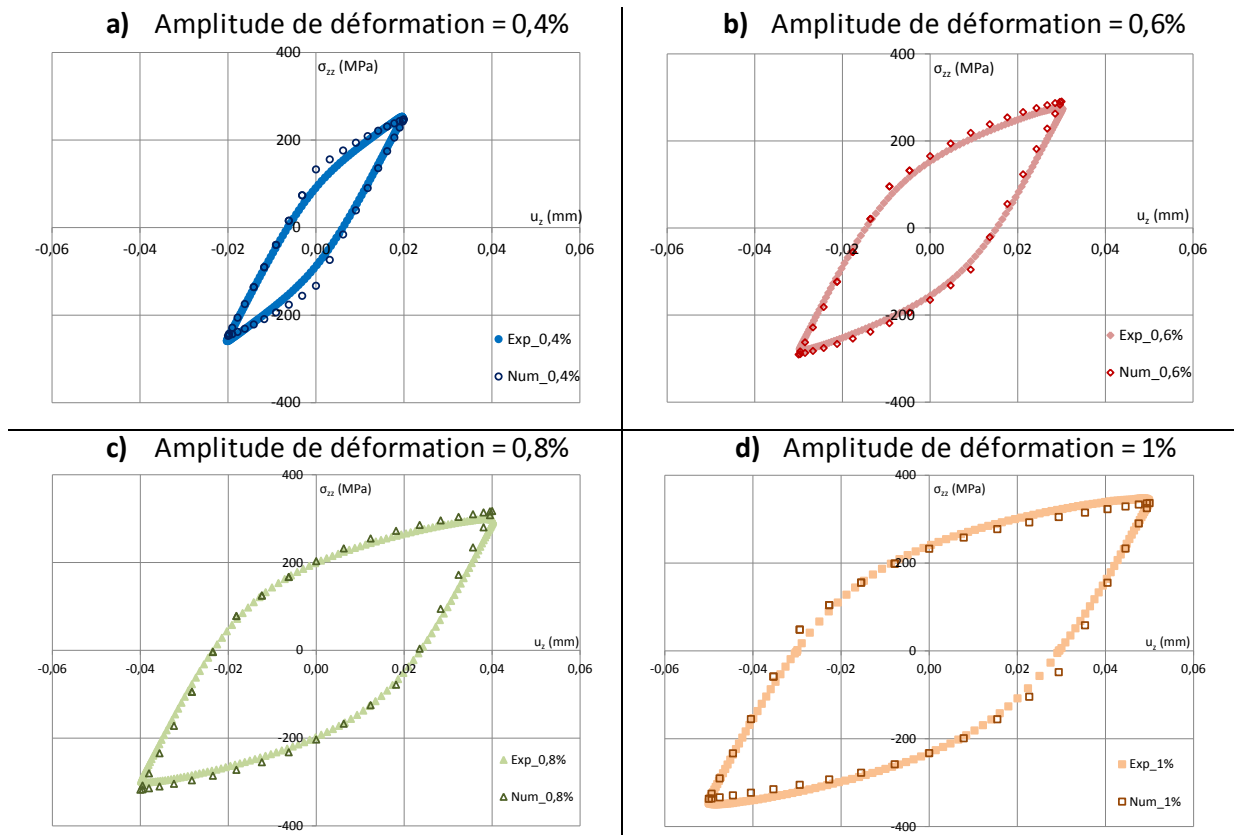 a) Amplitude de déformation = 0,4%
400
σzz (MPa)
200
uz (mm)
0
-0,06
-0,04
-0,02
0,00
0,02
0,04
0,06
-200
Exp_0,4%
Num_0,4%
-400
b) Amplitude de déformation = 0,6%
400
σzz (MPa)
200
uz (mm)
0
-0,06
-0,04
-0,02
0,00
0,02
0,04
0,06
-200
Exp_0,6%
Num_0,6%
-400
c) Amplitude de déformation = 0,8%
400
σzz (MPa)
200
uz (mm)
0
-0,06
-0,04
-0,02
0,00
0,02
0,04
0,06
-200
Exp_0,8%
Num_0,8%
-400
d) Amplitude de déformation = 1%
400
σzz (MPa)
200
uz (mm)
0
-0,06
-0,04
-0,02
0,00
0,02
0,04
0,06
-200
Exp_1%
Num_1%
-400